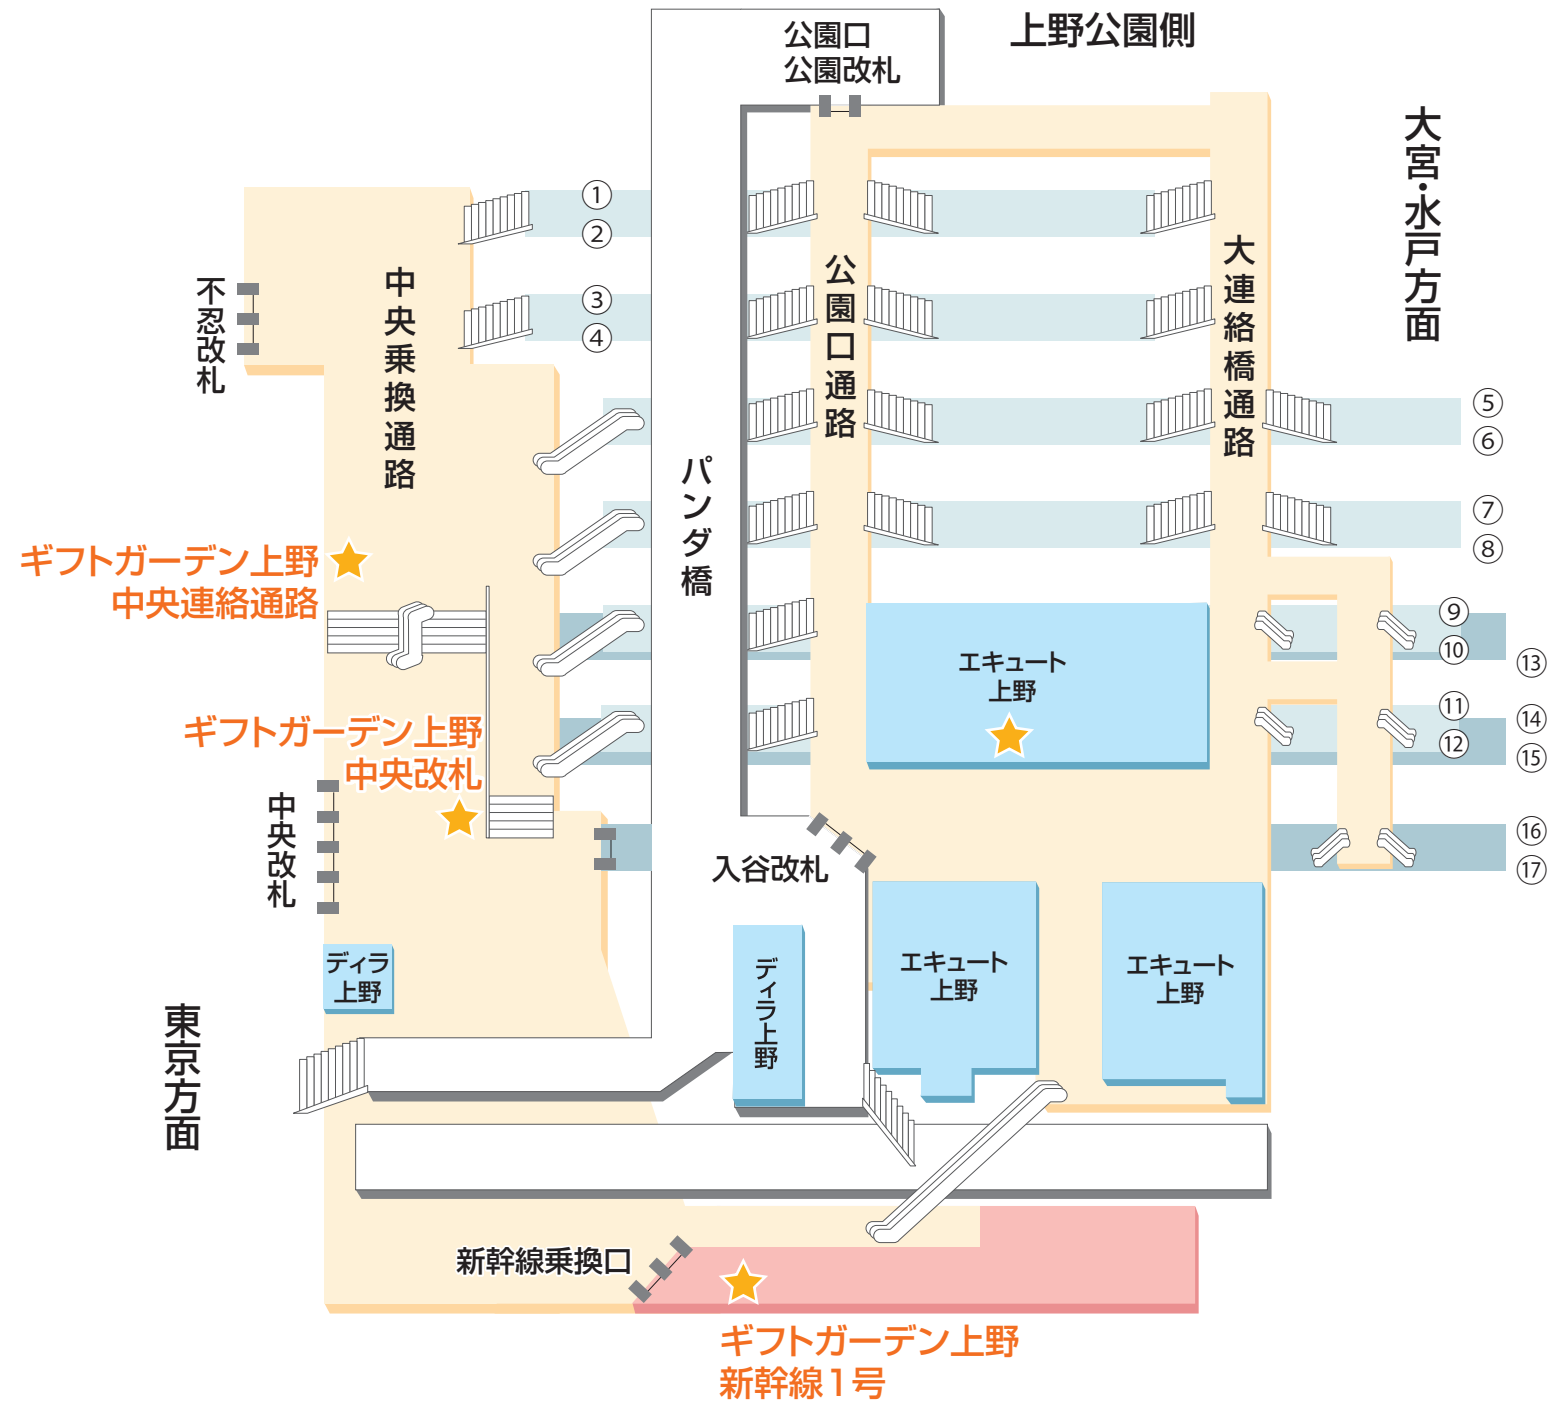 上野公園側
公園口
公園改札
大宮・水戸方面
①
②
③
④
不忍改札
中央乗換通路
公園口通路
大連絡橋通路
パンダ橋
⑤
⑥
⑦
⑧
ギフトガーデン上野
中央連絡通路
⑨
⑩
⑬
エキュート
上野
⑪
⑫
⑭
⑮
ギフトガーデン上野
中央改札
中央改札
入谷改札
⑯
⑰
ディラ
上野
ディラ上野
エキュート
上野
エキュート
上野
東京方面
新幹線乗換口
ギフトガーデン上野
新幹線1号